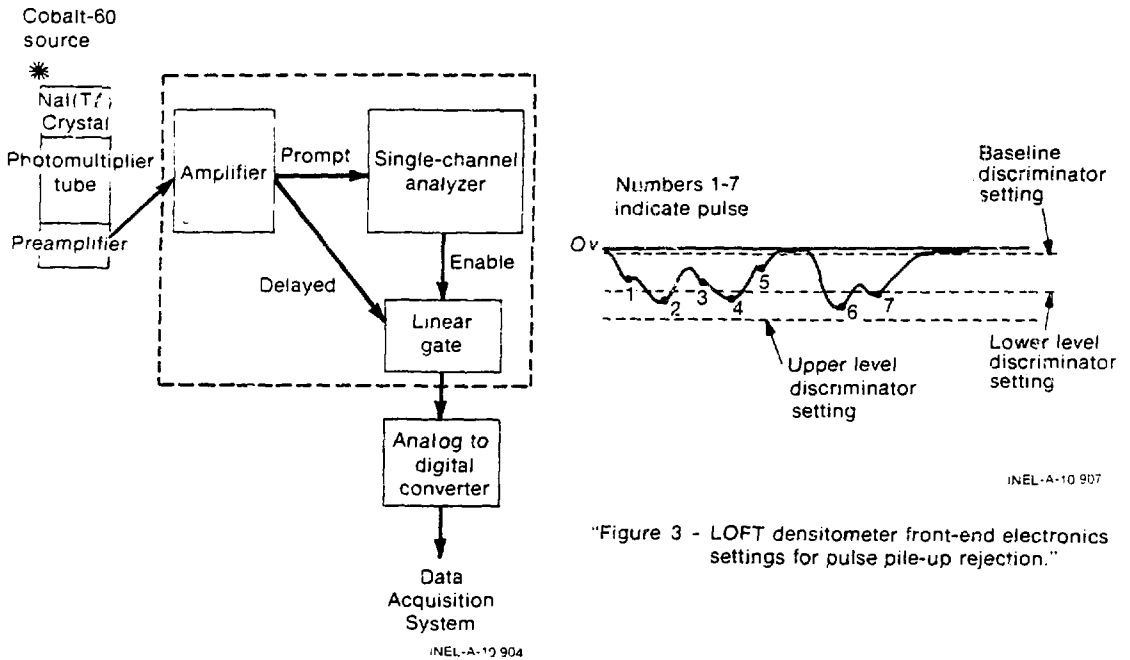 Cobalt-60
source
NaI(Tℓ)
Crystal
Photomultiplier
tube
Preamplifier
Amplifier
Prompt
Single-channel
analyzer
Delayed
Enable
Linear
gate
Analog to
digital
converter
Data
Acquisition
System
INEL-A-10 904
Numbers 1-7
indicate pulse
Baseline
discriminator
setting
0v
1
2
3
4
5
6
7
Upper level
discriminator
setting
Lower level
discriminator
setting
INEL-A-10 907
"Figure 3 - LOFT densitometer front-end electronics
settings for pulse pile-up rejection."